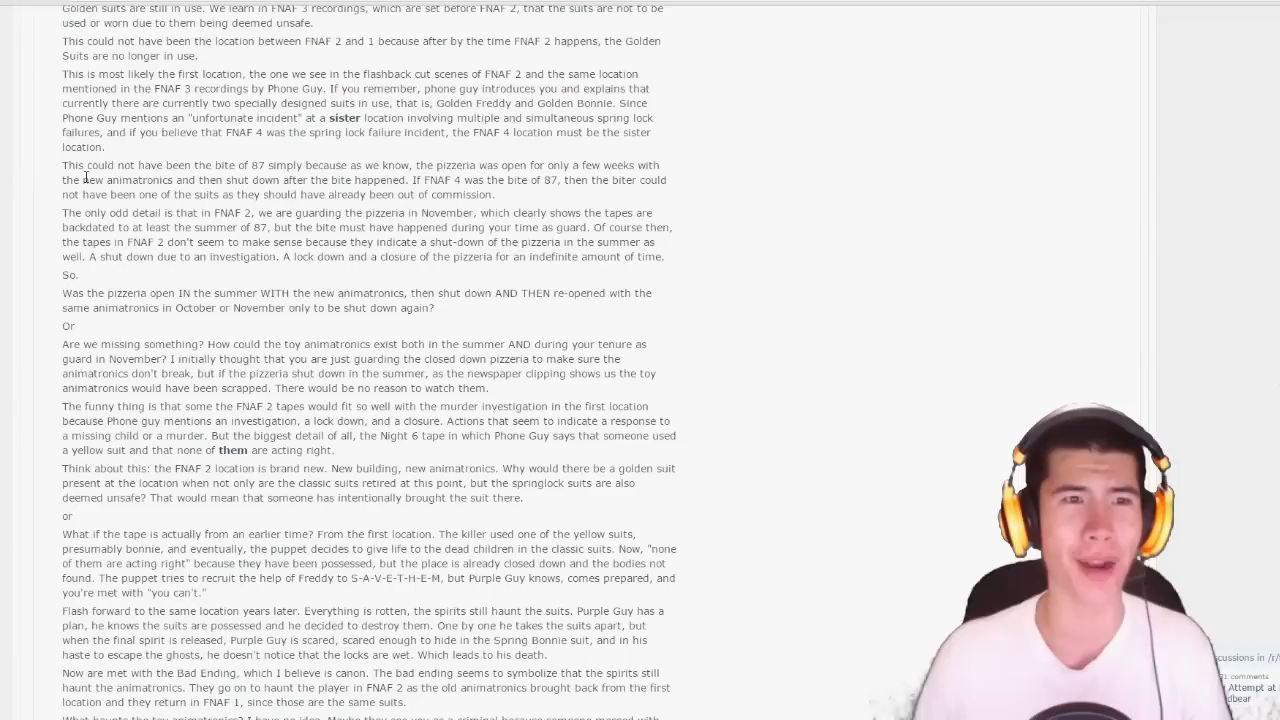 Golden suits are still in use. We learn in FNAF 3 recordings, which are set before FNAF 2, that the suits are not to be
used or worn due to them being deemed unsafe.
This could not have been the location between FNAF 2 and 1 because after by the time FNAF 2 happens, the Golden
Suits are no longer in use.
This is most likely the first location, the one we see in the flashback cut scenes of FNAF 2 and the same location
mentioned in the FNAF 3 recordings by Phone Guy. If you remember, phone guy introduces you and explains that
currently there are currently two specially designed suits in use, that is, Golden Freddy and Golden Bonnie. Since
Phone Guy mentions an "unfortunate incident" at a sister location involving multiple and simultaneous spring lock
failures, and if you believe that FNAF 4 was the spring lock failure incident, the FNAF 4 location must be the sister
location.
This could not have been the bite of 87 simply because as we know, the pizzeria was open for only a few weeks with
the new animatronics and then shut down after the bite happened. If FNAF 4 was the bite of 87, then the biter could
not have been one of the suits as they should have already been out of commission.
The only odd detail is that in FNAF 2, we are guarding the pizzeria in November, which clearly shows the tapes are
backdated to at least the summer of 87, but the bite must have happened during your time as guard. Of course then,
the tapes in FNAF 2 don't seem to make sense because they indicate a shut-down of the pizzeria in the summer as
well. A shut down due to an investigation. A lock down and a closure of the pizzeria for an indefinite amount of time.
So.
Was the pizzeria open IN the summer WITH the new animatronics, then shut down AND THEN re-opened with the
same animatronics in October or November only to be shut down again?
Or
Are we missing something? How could the toy animatronics exist both in the summer AND during your tenure as
guard in November? I initially thought that you are just guarding the closed down pizzeria to make sure the
animatronics don't break, but if the pizzeria shut down in the summer, as the newspaper clipping shows us the toy
animatronics would have been scrapped. There would be no reason to watch them.
The funny thing is that some the FNAF 2 tapes would fit so well with the murder investigation in the first location
because Phone guy mentions an investigation, a lock down, and a closure. Actions that seem to indicate a response to
a missing child or a murder. But the biggest detail of all, the Night 6 tape in which Phone Guy says that someone used
a yellow suit and that none of them are acting right.
Think about this: the FNAF 2 location is brand new. New building, new animatronics. Why would there be a golden suit
present at the location when not only are the classic suits retired at this point, but the springlock suits are also
deemed unsafe? That would mean that someone has intentionally brought the suit there.
or
What if the tape is actually from an earlier time? From the first location. The killer used one of the yellow suits,
presumably bonnie, and eventually, the puppet decides to give life to the dead children in the classic suits. Now, "none
of them are acting right" because they have been possessed, but the place is already closed down and the bodies not
found. The puppet tries to recruit the help of Freddy to S-A-V-E-T-H-E-M, but Purple Guy knows, comes prepared, and
you're met with "you can't."
Flash forward to the same location years later. Everything is rotten, the spirits still haunt the suits. Purple Guy has a
plan, he knows the suits are possessed and he decided to destroy them. One by one he takes the suits apart, but
when the final spirit is released, Purple Guy is scared, scared enough to hide in the Spring Bonnie suit, and in his
haste to escape the ghosts, he doesn't notice that the locks are wet. Which leads to his death.
Now are met with the Bad Ending, which I believe is canon. The bad ending seems to symbolize that the spirits still
haunt the animatronics. They go on to haunt the player in FNAF 2 as the old animatronics brought back from the first
location and they return in FNAF 1, since those are the same suits.
What haunts the toy animatronics? I have no idea. Maybe they see you as a criminal because someone messed with
cussions in /r/
comments
Attempt at
dbear